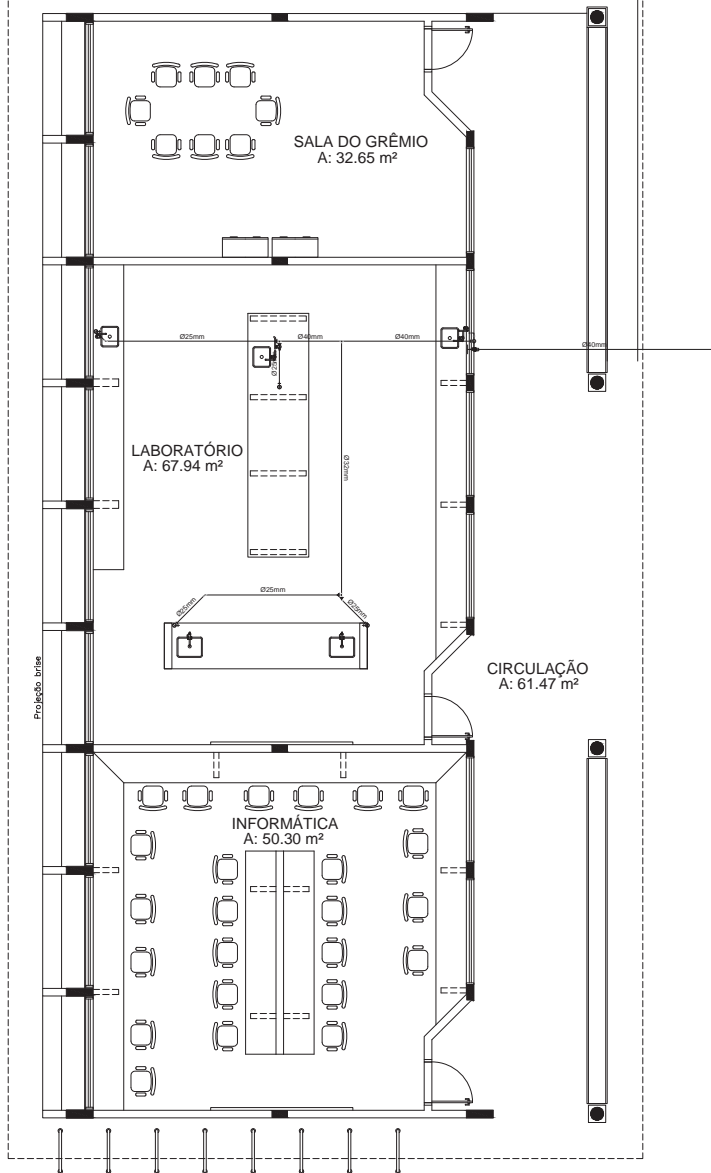 SALA DO GRÊMIO
A: 32.65 m²
Ø25mm
Ø40mm
Ø40mm
Ø40mm
Ø25
LABORATÓRIO
A: 67.94 m²
Ø32mm
Ø25mm
Ø25mm
Ø25mm
CIRCULAÇÃO
A: 61.47 m²
Projeção brise
INFORMÁTICA
A: 50.30 m²